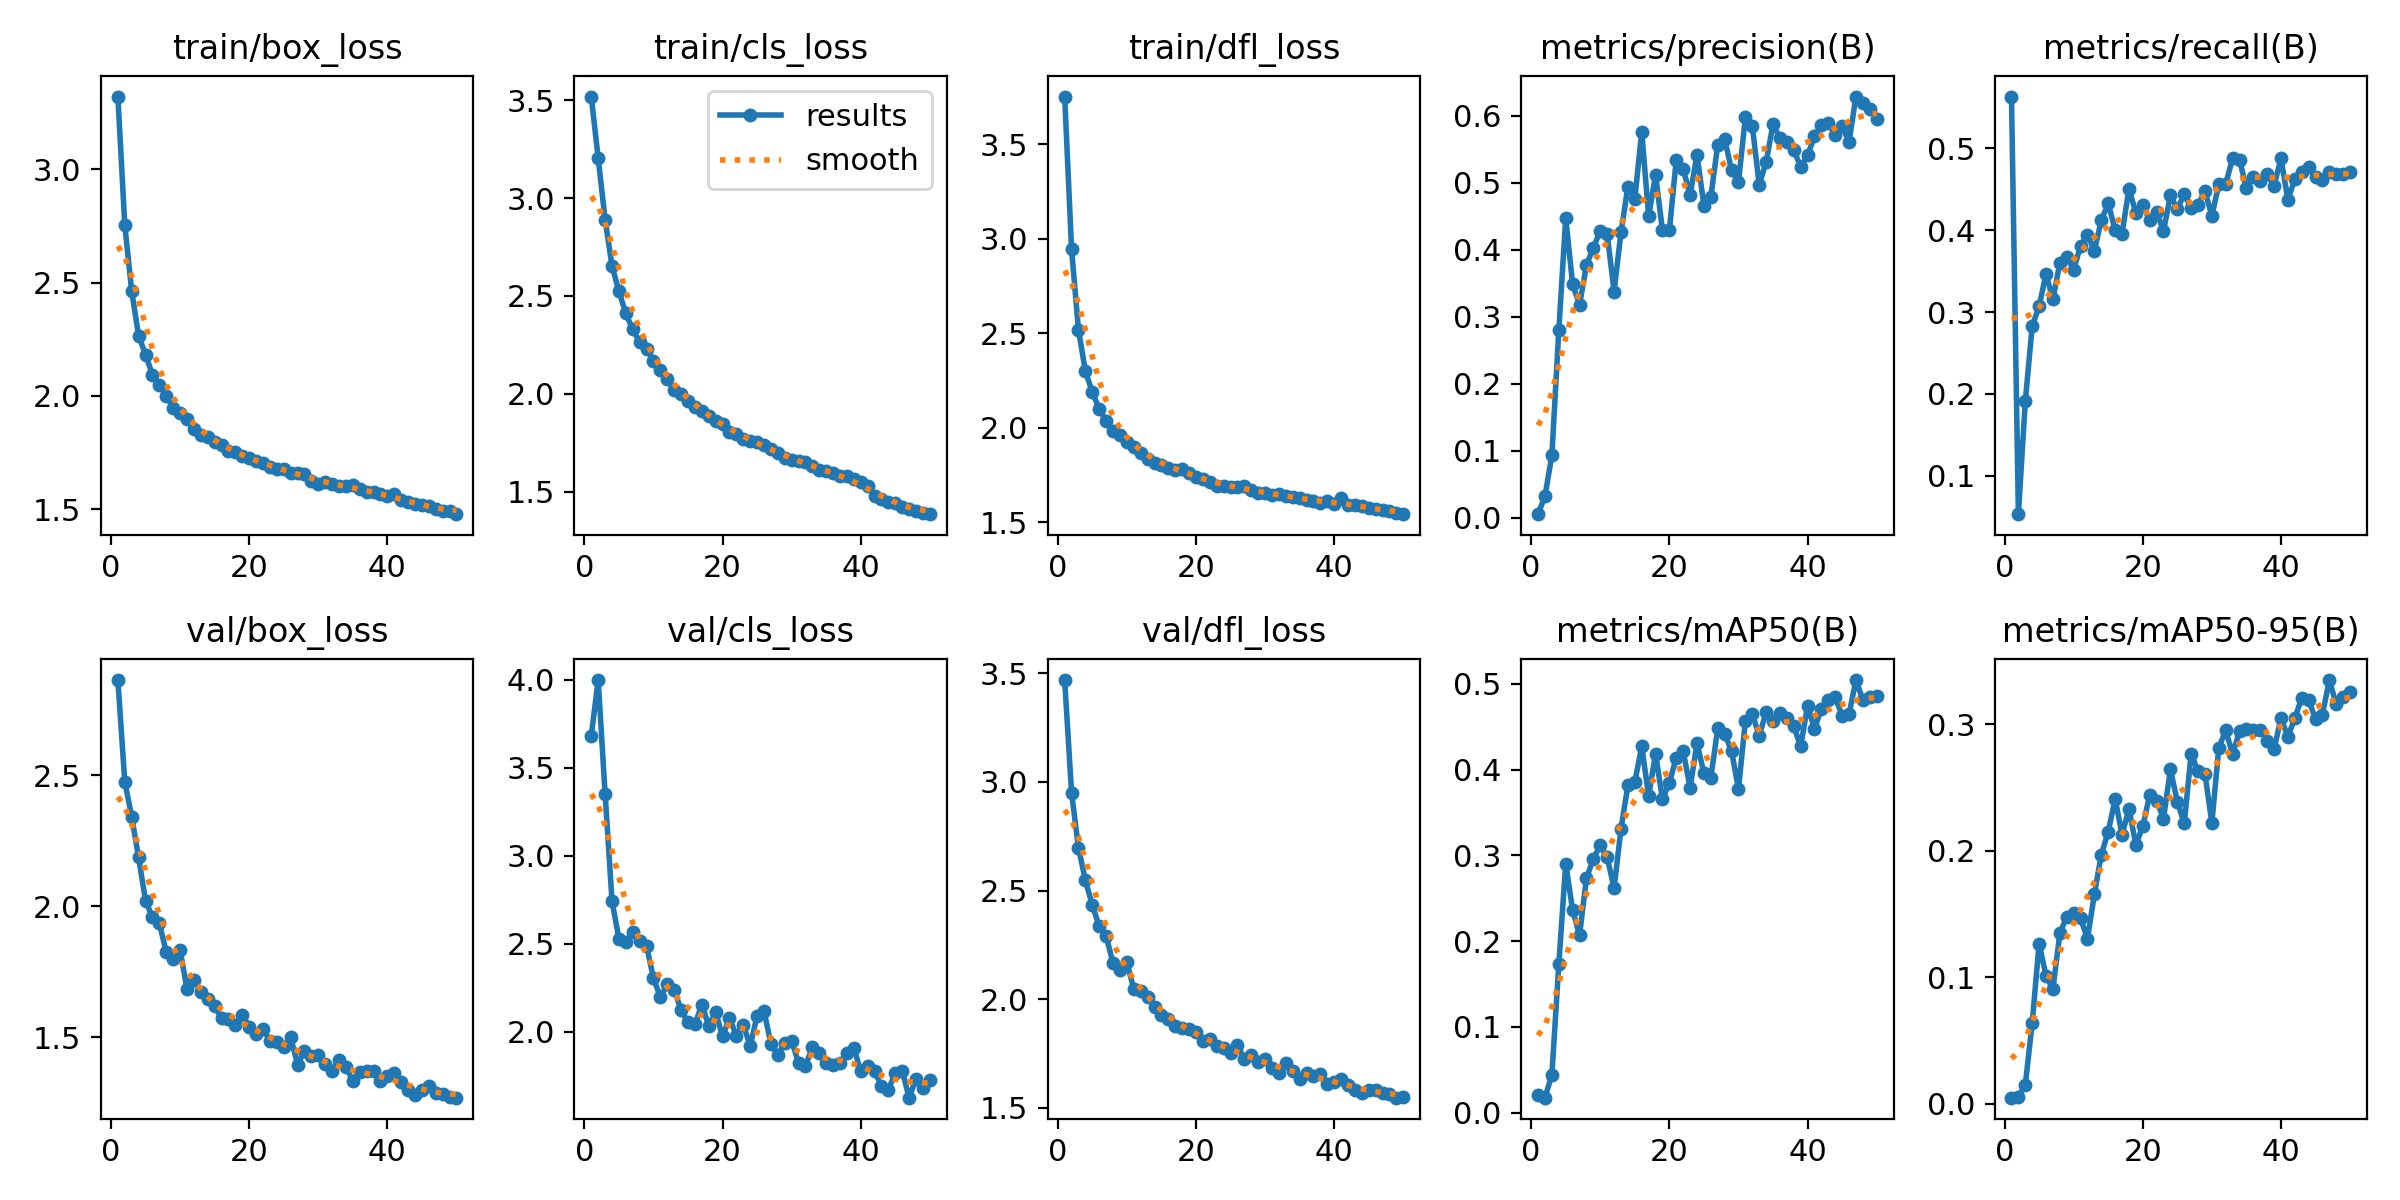 train/box_loss
3.0
2.5
2.0
1.5
0 20 40
train/cls_loss
results
smooth
3.5
3.0
2.5
2.0
1.5
0 20 40
train/dfl_loss
3.5
3.0
2.5
2.0
1.5
0 20 40
metrics/precision(B)
0.6
0.5
0.4
0.3
0.2
0.1
0.0
0 20 40
metrics/recall(B)
0.5
0.4
0.3
0.2
0.1
0 20 40
val/box_loss
2.5
2.0
1.5
0 20 40
val/cls_loss
4.0
3.5
3.0
2.5
2.0
0 20 40
val/dfl_loss
3.5
3.0
2.5
2.0
1.5
0 20 40
metrics/mAP50(B)
0.5
0.4
0.3
0.2
0.1
0.0
0 20 40
metrics/mAP50-95(B)
0.3
0.2
0.1
0.0
0 20 40